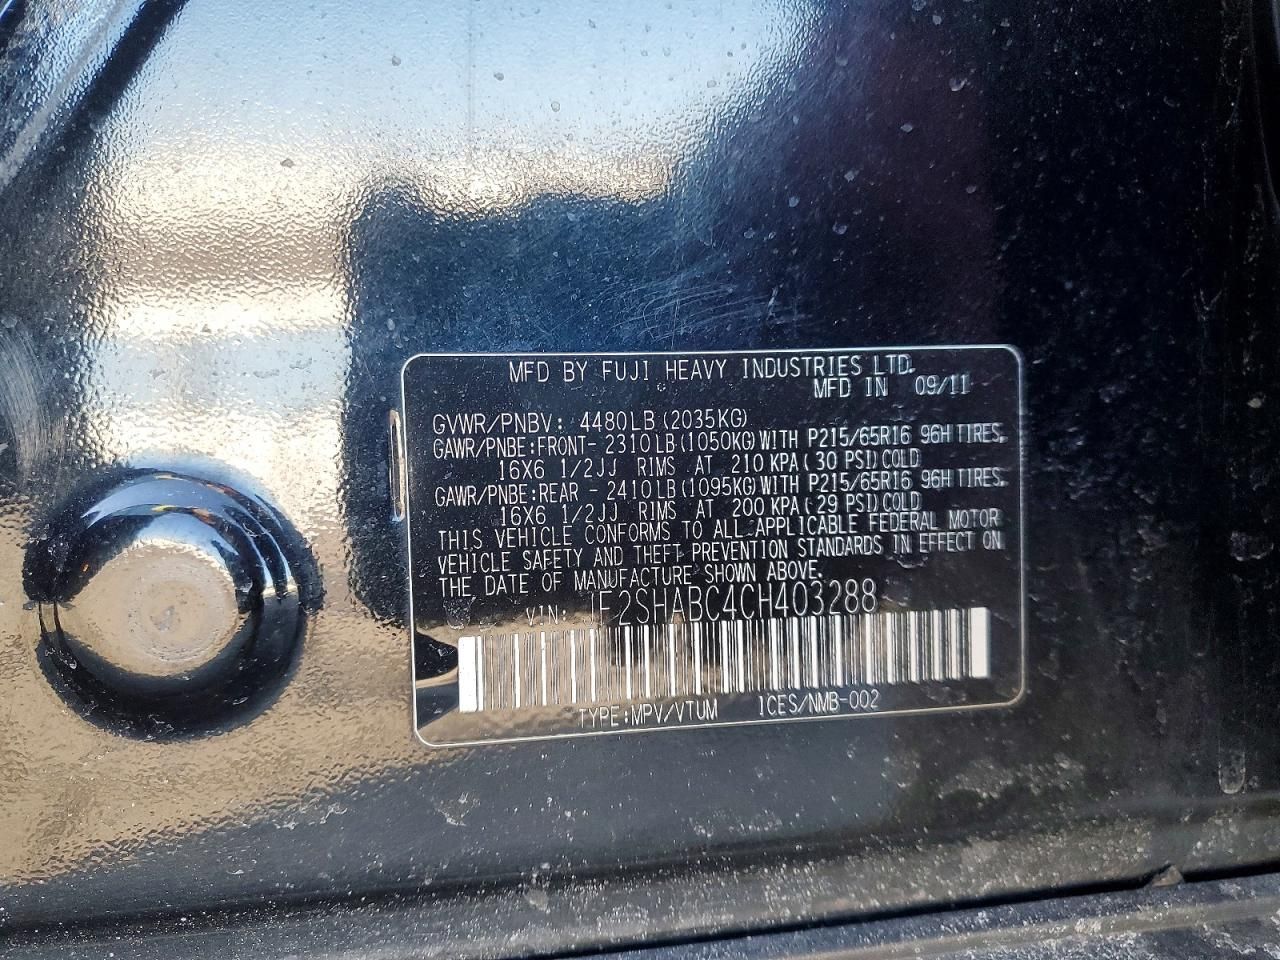 MFD BY FUJI HEAVY INDUSTRIES LTD.
MFD IN 09/11
GVWR/PNBV: 4480LB (2035KG)
GAWR/PNBE:FRONT-2310LB(1050KG)WITH P215/65R16 96H TIRES.
16X6 1/2JJ RIMS AT 210 KPA(30 PSI)COLD
GAWR/PNBE:REAR -2410LB(1095KG)WITH P215/65R16 96H TIRES.
16X6 1/2JJ RIMS AT 200 KPA(29 PSI)COLD
THIS VEHICLE CONFORMS TO ALL APPLICABLE FEDERAL MOTOR
VEHICLE SAFETY AND THEFT PREVENTION STANDARDS IN EFFECT ON
THE DATE OF MANUFACTURE SHOWN ABOVE.
VIN: JF2SHABC4CH403288
TYPE:MPV/VTUM ICES/NMB-002